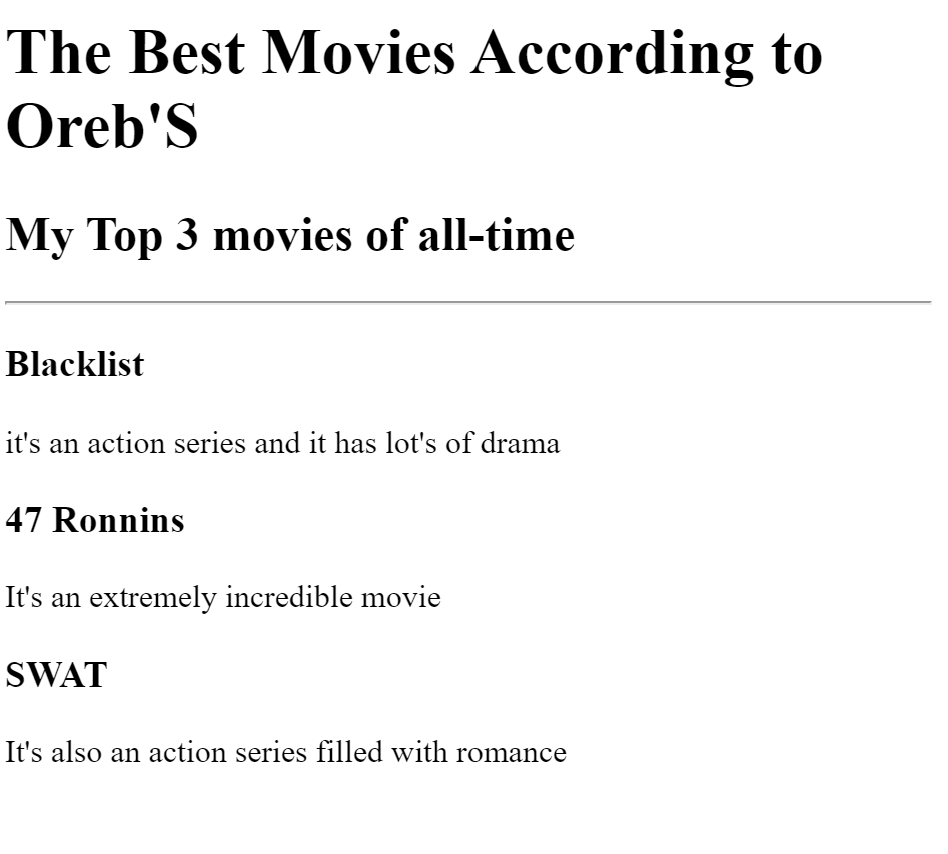 The Best Movies According to
Oreb'S
My Top 3 movies of all-time
Blacklist
it's an action series and it has lot's of drama
47 Ronnins
It's an extremely incredible movie
SWAT
It's also an action series filled with romance